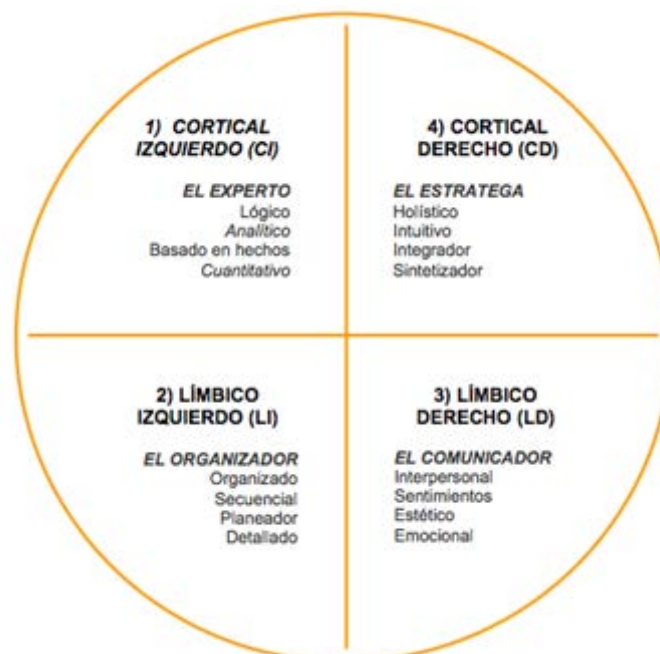 1) CORTICAL
IZQUIERDO (CI)
EL EXPERTO
Lógico
Analítico
Basado en hechos
Cuantitativo
4) CORTICAL
DERECHO (CD)
EL ESTRATEGA
Holístico
Intuitivo
Integrador
Sintetizador
2) LÍMBICO
IZQUIERDO (LI)
EL ORGANIZADOR
Organizado
Secuencial
Planeador
Detallado
3) LÍMBICO
DERECHO (LD)
EL COMUNICADOR
Interpersonal
Sentimientos
Estético
Emocional